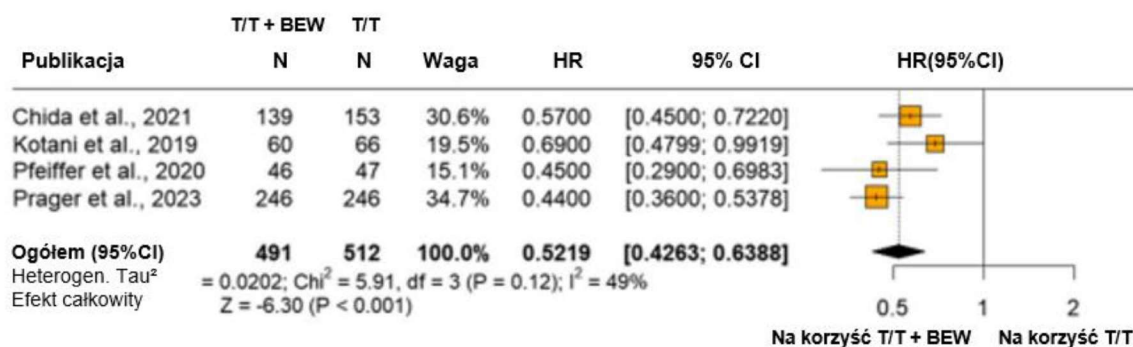 T/T + BEW T/T
Publikacja N N Waga HR 95% CI HR(95%CI)
Chida et al., 2021 139 153 30.6% 0.5700 [0.4500; 0.7220]
Kotani et al., 2019 60 66 19.5% 0.6900 [0.4799; 0.9919]
Pfeiffer et al., 2020 46 47 15.1% 0.4500 [0.2900; 0.6983]
Prager et al., 2023 246 246 34.7% 0.4400 [0.3600; 0.5378]
Ogółem (95%CI) 491 512 100.0% 0.5219 [0.4263; 0.6388]
Heterogen. Tau² = 0.0202; Chi² = 5.91, df = 3 (P = 0.12); I² = 49%
Efekt całkowity Z = -6.30 (P < 0.001)
0.5 1 2
Na korzyść T/T + BEW Na korzyść T/T